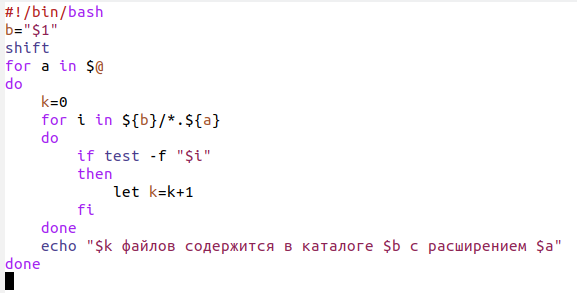 #!/bin/bash
b="$1"
shift
for a in $@
do
    k=0
    for i in ${b}/*.${a}
    do
        if test -f "$i"
        then
            let k=k+1
        fi
    done
    echo "$k файлов содержится в каталоге $b с расширением $a"
done